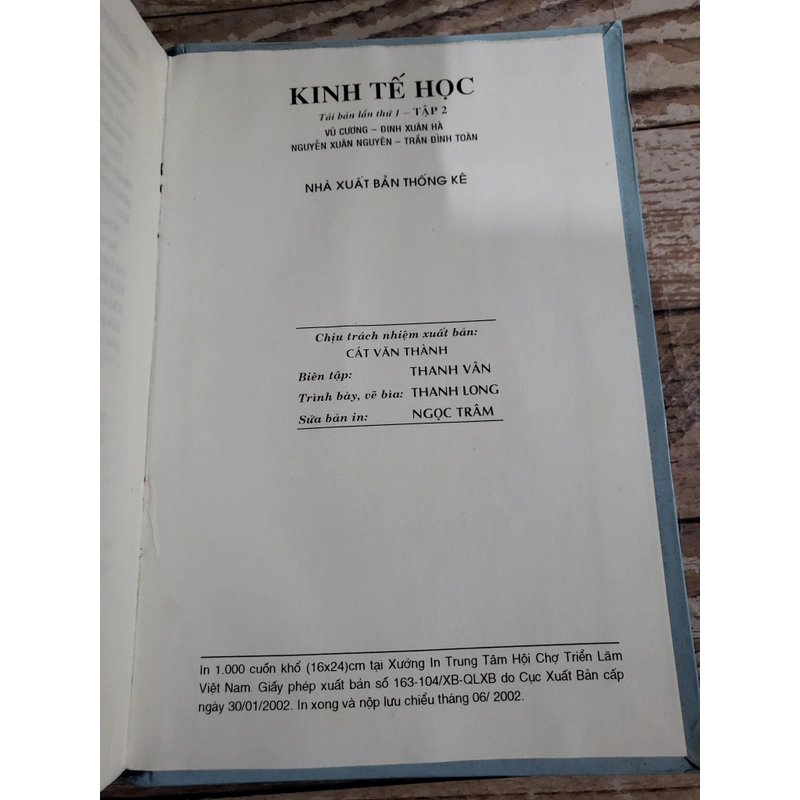 KINH TẾ HỌC
Tái bản lần thứ 1 – TẬP 2
VŨ CƯƠNG – ĐINH XUÂN HÀ
NGUYỄN XUÂN NGUYÊN – TRẦN ĐÌNH TOÀN
NHÀ XUẤT BẢN THỐNG KÊ
Chịu trách nhiệm xuất bản:
CÁT VĂN THÀNH
Biên tập: THANH VÂN
Trình bày, vẽ bìa: THANH LONG
Sửa bản in: NGỌC TRÂM
In 1.000 cuốn khổ (16x24)cm tại Xưởng In Trung Tâm Hội Chợ Triển Lãm
Việt Nam. Giấy phép xuất bản số 163-104/XB-QLXB do Cục Xuất Bản cấp
ngày 30/01/2002. In xong và nộp lưu chiểu tháng 06/ 2002.